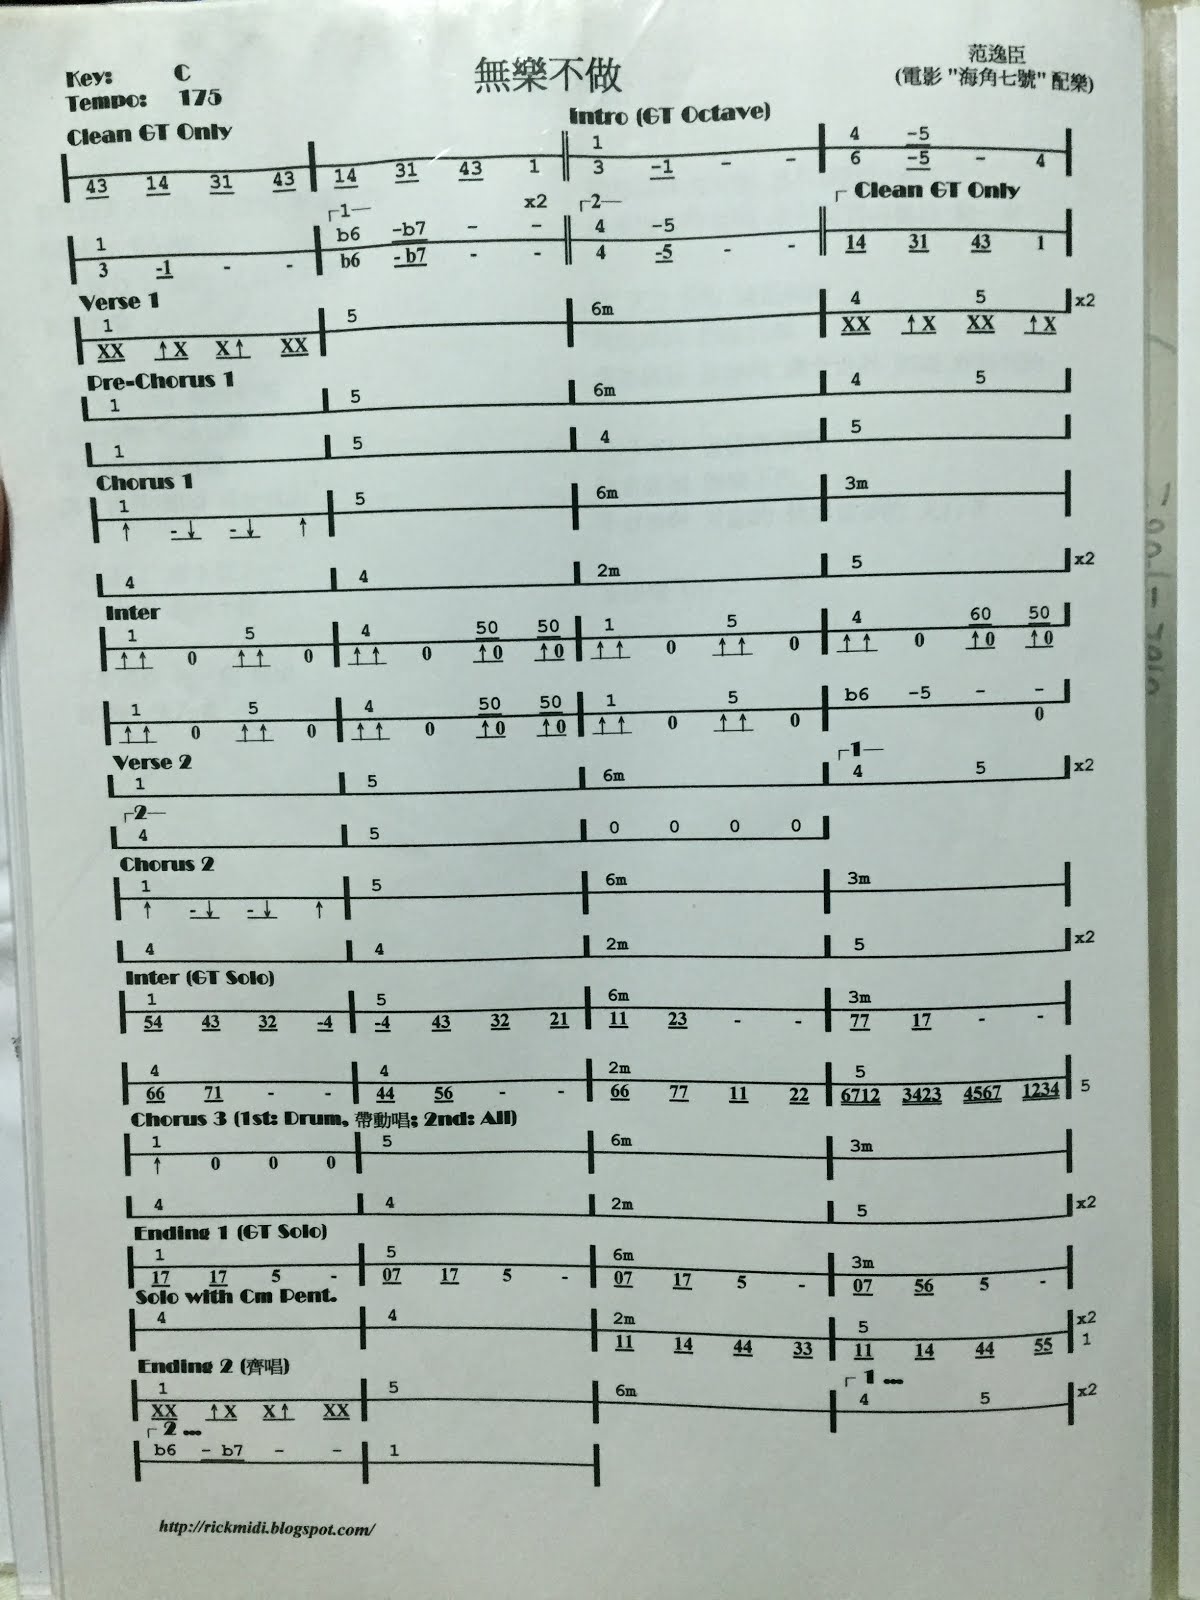 Key: C
無樂不做
范逸臣
Tempo: 175
(電影 "海角七號" 配樂)
Clean GT Only
Intro (GT Octave)
1 4 -5
43 14 31 43 14 31 43 1 3 -1 - - 6 -5 - 4
┌1— x2 ┌2— ┌ Clean GT Only
1 b6 -b7 - - 4 -5
3 -1 - - b6 -b7 - - 4 -5 - - 14 31 43 1
Verse 1
1 5 6m 4 5 x2
XX ↑X X↑ XX XX ↑X XX ↑X
Pre-Chorus 1
1 5 6m 4 5
1 5 4 5
Chorus 1
1 5 6m 3m
↑ -↓ -↓ ↑
4 4 2m 5 x2
Inter
1 5 4 50 50 1 5 4 60 50
↑↑ 0 ↑↑ 0 ↑↑ 0 ↑0 ↑0 ↑↑ 0 ↑↑ 0 ↑↑ 0 ↑0 ↑0
1 5 4 50 50 1 5 b6 -5 - -
↑↑ 0 ↑↑ 0 ↑↑ 0 ↑0 ↑0 ↑↑ 0 ↑↑ 0 0
Verse 2
┌1—
1 5 6m 4 5 x2
┌2—
4 5 0 0 0 0
Chorus 2
1 5 6m 3m
↑ -↓ -↓ ↑
4 4 2m 5 x2
Inter (GT Solo)
1 5 6m 3m
54 43 32 -4 -4 43 32 21 11 23 - - 77 17 - -
4 4 2m 5
66 71 - - 44 56 - - 66 77 11 22 6712 3423 4567 1234 5
Chorus 3 (1st: Drum, 帶動唱; 2nd: All)
1 5 6m 3m
↑ 0 0 0
4 4 2m 5 x2
Ending 1 (GT Solo)
1 5 6m 3m
17 17 5 - 07 17 5 - 07 17 5 - 07 56 5 -
Solo with Cm Pent.
4 4 2m 5 x2
11 14 44 33 11 14 44 55 1
Ending 2 (齊唱)
┌ 1 ...
1 5 6m 4 5 x2
XX ↑X X↑ XX
┌ 2 ...
b6 - b7 - - 1
http://rickmidi.blogspot.com/